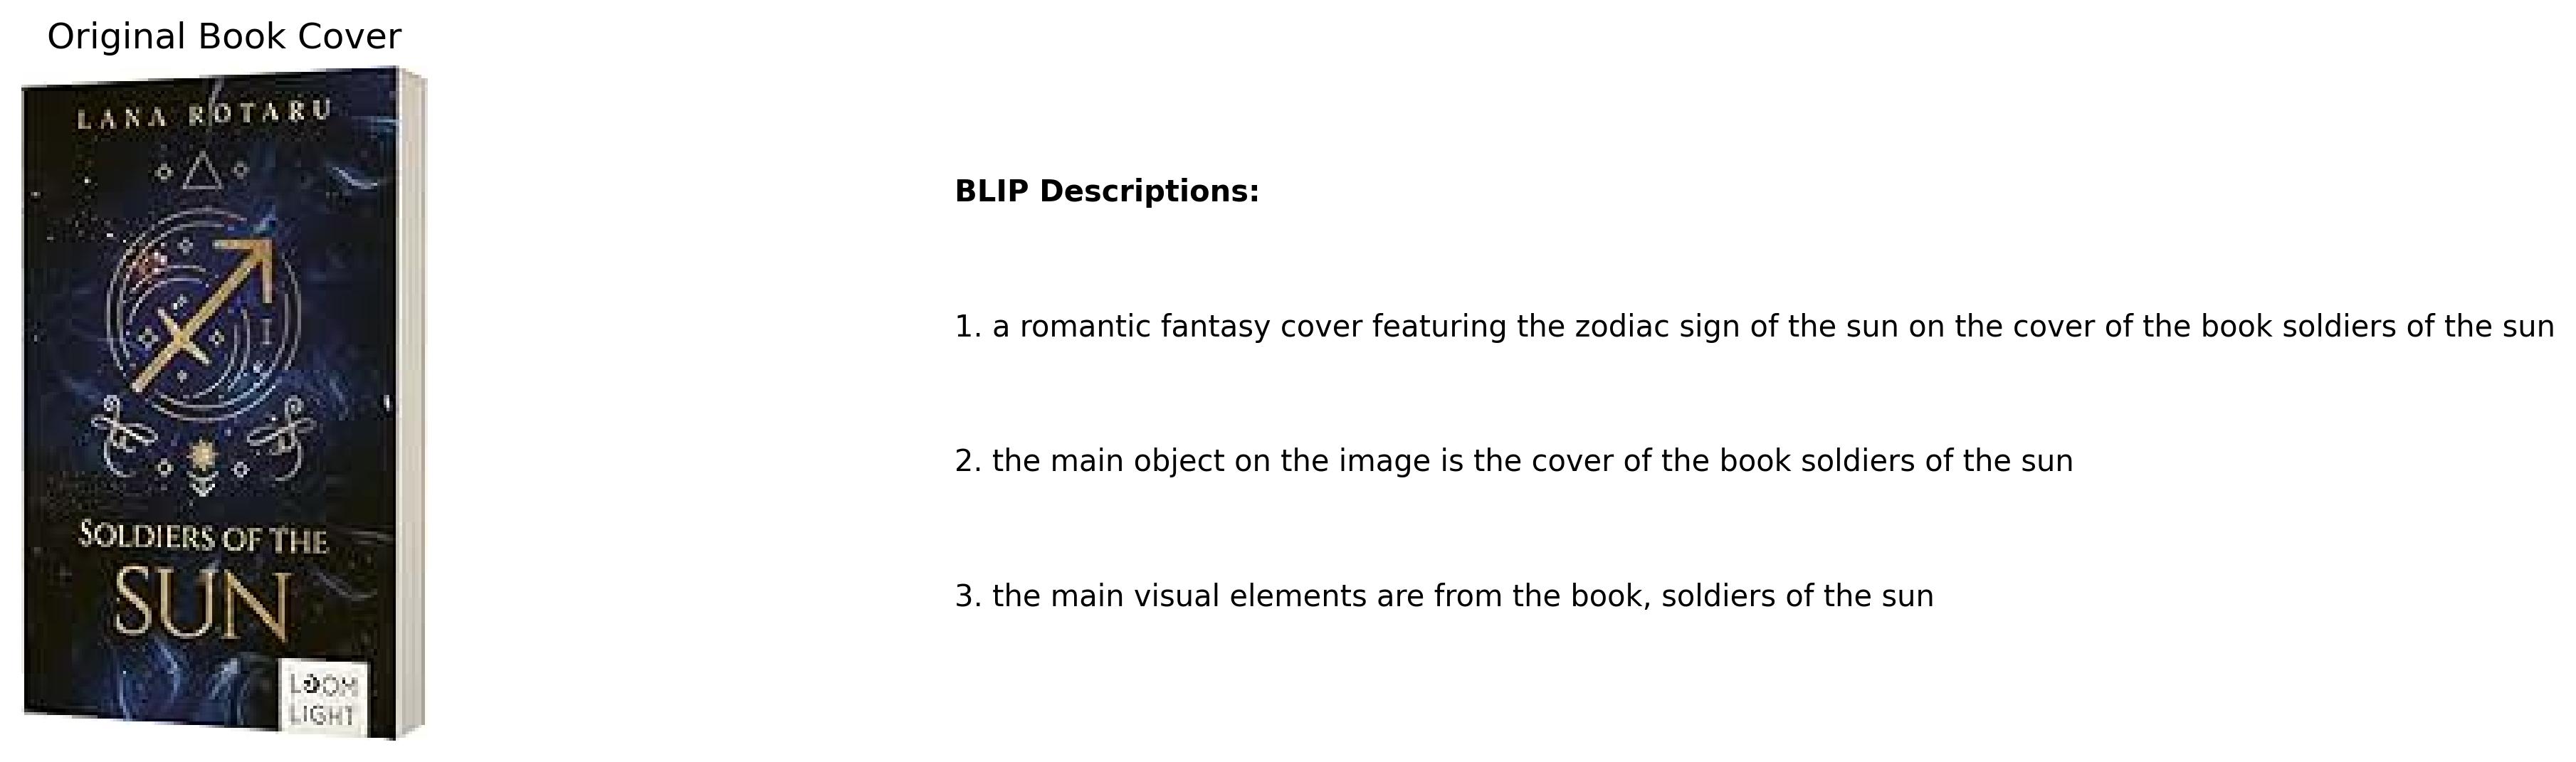 Original Book Cover
LANA ROTARU
SOLDIERS OF THE
SUN
LOOM
LIGHT
BLIP Descriptions:
1. a romantic fantasy cover featuring the zodiac sign of the sun on the cover of the book soldiers of the sun
2. the main object on the image is the cover of the book soldiers of the sun
3. the main visual elements are from the book, soldiers of the sun